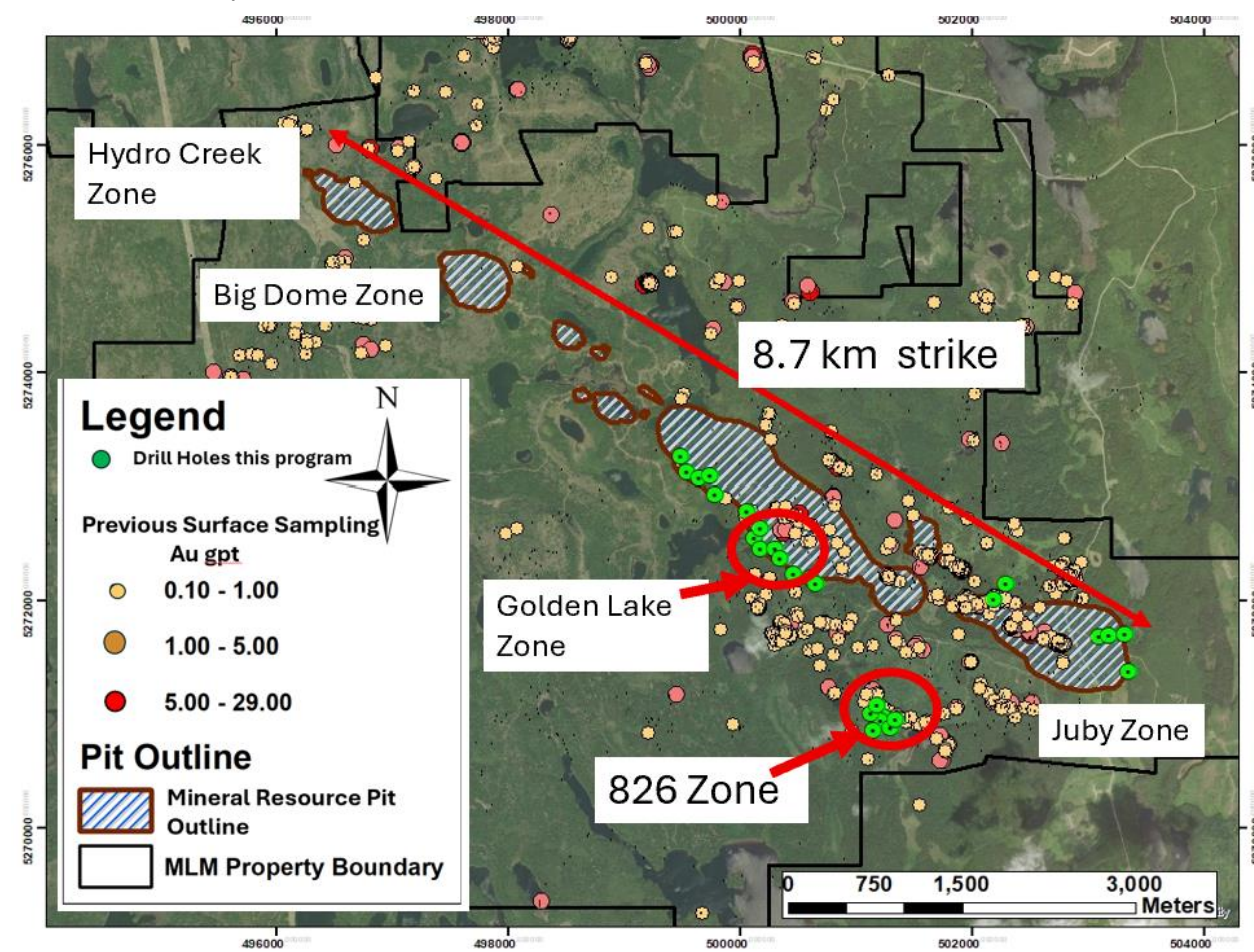 496000
498000
500000
502000
504000
5276000
5274000
5272000
5270000
Hydro Creek
Zone
Big Dome Zone
8.7 km strike
Golden Lake
Zone
826 Zone
Juby Zone
Legend
N
Drill Holes this program
Previous Surface Sampling
Au gpt
0.10 - 1.00
1.00 - 5.00
5.00 - 29.00
Pit Outline
Mineral Resource Pit
Outline
MLM Property Boundary
0 750 1,500 3,000
Meters
496000
498000
500000
502000
504000